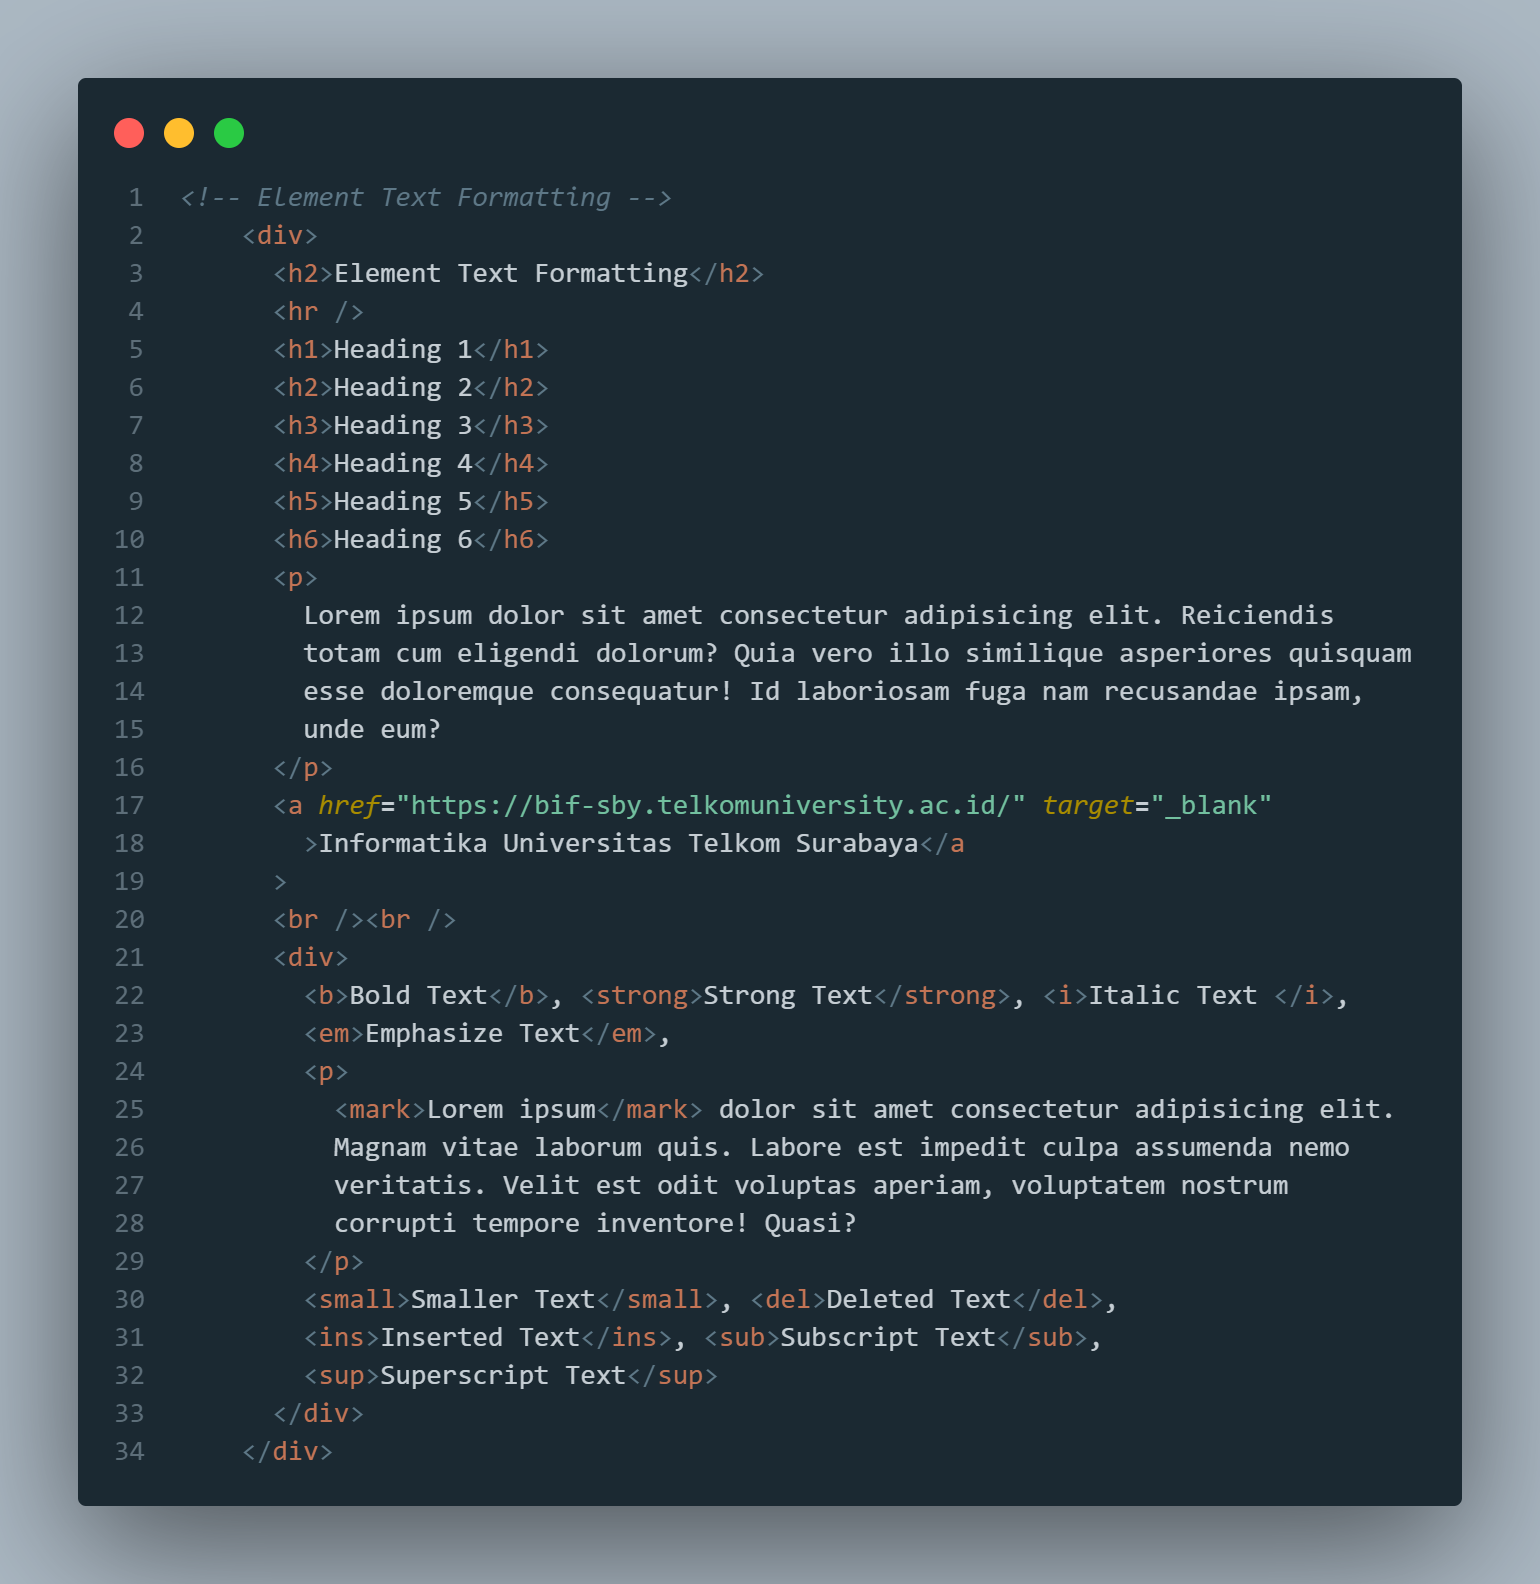 1 <!-- Element Text Formatting -->
2     <div>
3       <h2>Element Text Formatting</h2>
4       <hr />
5       <h1>Heading 1</h1>
6       <h2>Heading 2</h2>
7       <h3>Heading 3</h3>
8       <h4>Heading 4</h4>
9       <h5>Heading 5</h5>
10       <h6>Heading 6</h6>
11       <p>
12         Lorem ipsum dolor sit amet consectetur adipisicing elit. Reiciendis
13         totam cum eligendi dolorum? Quia vero illo similique asperiores quisquam
14         esse doloremque consequatur! Id laboriosam fuga nam recusandae ipsam,
15         unde eum?
16       </p>
17       <a href="https://bif-sby.telkomuniversity.ac.id/" target="_blank"
18         >Informatika Universitas Telkom Surabaya</a
19       >
20       <br /><br />
21       <div>
22         <b>Bold Text</b>, <strong>Strong Text</strong>, <i>Italic Text </i>,
23         <em>Emphasize Text</em>,
24         <p>
25           <mark>Lorem ipsum</mark> dolor sit amet consectetur adipisicing elit.
26           Magnam vitae laborum quis. Labore est impedit culpa assumenda nemo
27           veritatis. Velit est odit voluptas aperiam, voluptatem nostrum
28           corrupti tempore inventore! Quasi?
29         </p>
30         <small>Smaller Text</small>, <del>Deleted Text</del>,
31         <ins>Inserted Text</ins>, <sub>Subscript Text</sub>,
32         <sup>Superscript Text</sup>
33       </div>
34     </div>